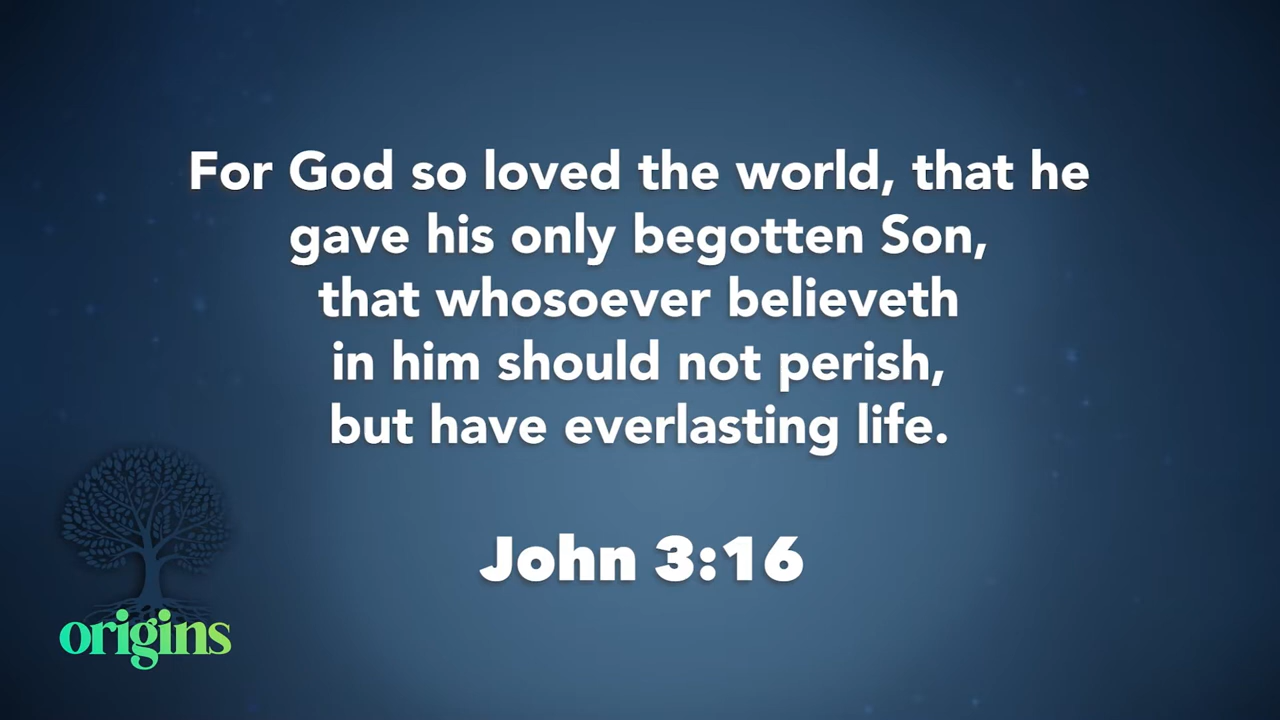 For God so loved the world, that he
gave his only begotten Son,
that whosoever believeth
in him should not perish,
but have everlasting life.
John 3:16
origins